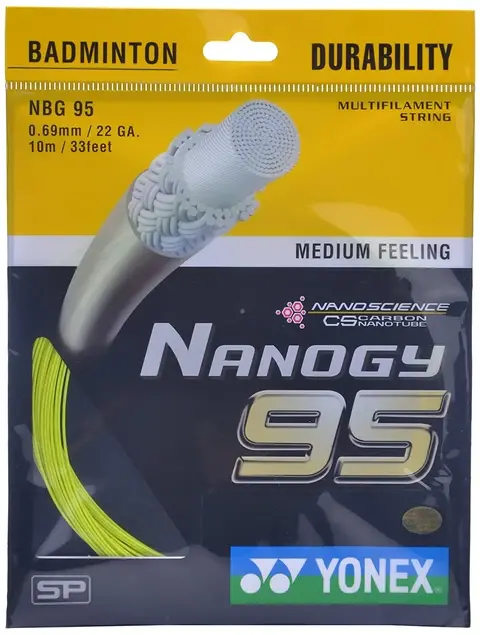 BADMINTON
DURABILITY
NBG 95
0.69mm / 22 GA.
10m / 33feet
MULTIFILAMENT
STRING
MEDIUM FEELING
NANOSCIENCE
CS CARBON
NANOTUBE
NANOGY
95
SP
YONEX